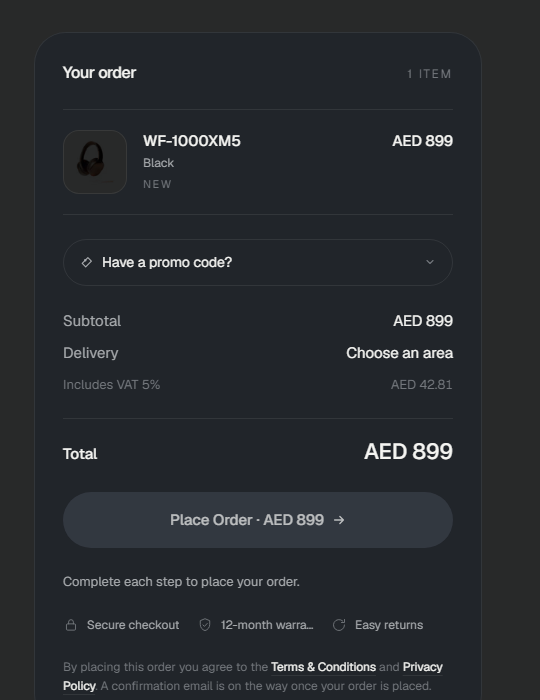 Your order 1 ITEM
WF-1000XM5 AED 899
Black
NEW
Have a promo code?
Subtotal AED 899
Delivery Choose an area
Includes VAT 5% AED 42.81
Total AED 899
Place Order · AED 899 →
Complete each step to place your order.
Secure checkout 12-month warra... Easy returns
By placing this order you agree to the Terms & Conditions and Privacy
Policy. A confirmation email is on the way once your order is placed.